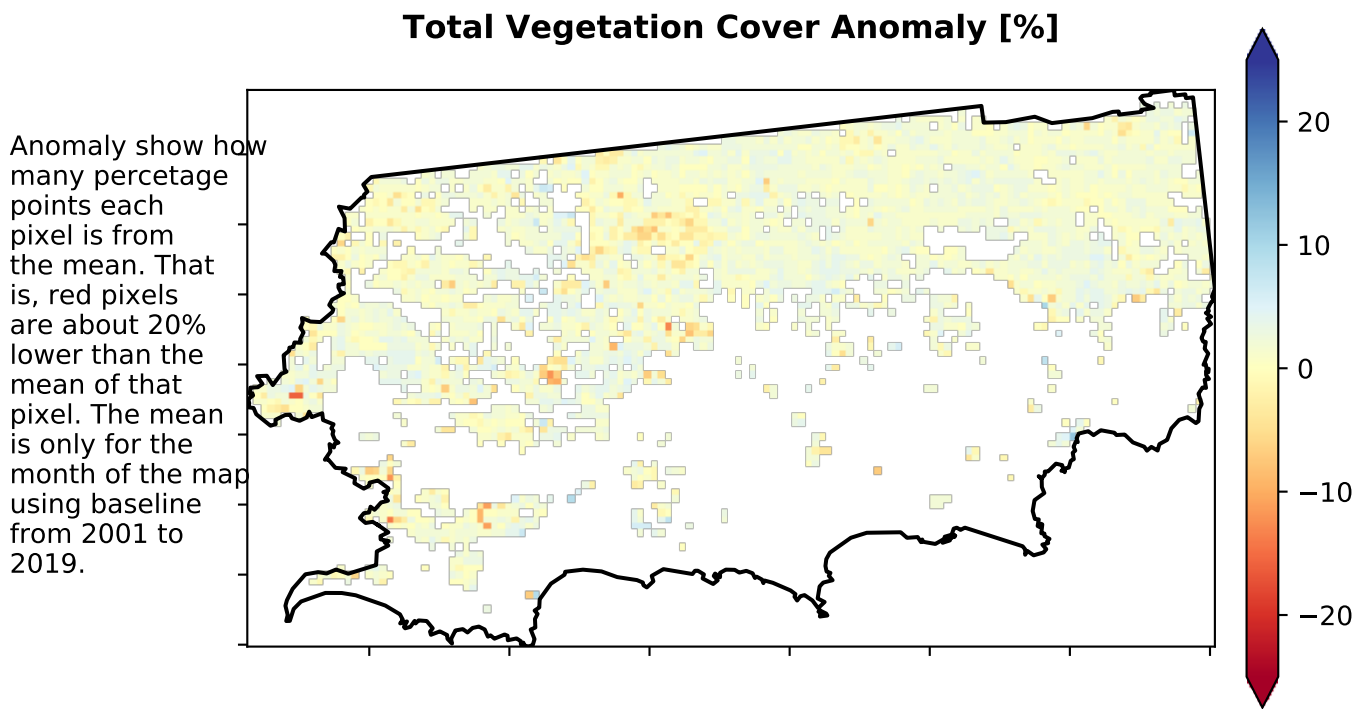 Total Vegetation Cover Anomaly [%]
Anomaly show how
many percetage
points each
pixel is from
the mean. That
is, red pixels
are about 20%
lower than the
mean of that
pixel. The mean
is only for the
month of the map
using baseline
from 2001 to
2019.
20
10
0
−10
−20